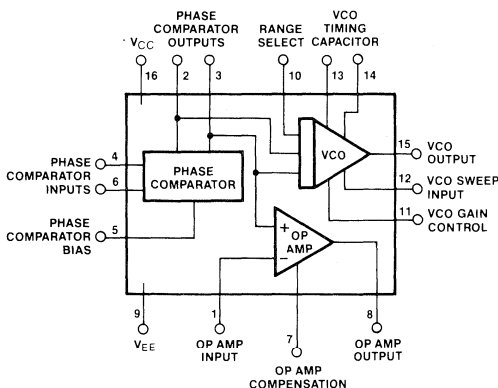 PHASE
COMPARATOR
OUTPUTS
RANGE
SELECT
VCO
TIMING
CAPACITOR
VCC
16
2
3
10
13
14
PHASE
COMPARATOR
INPUTS
4
6
PHASE
COMPARATOR
VCO
15
VCO
OUTPUT
12
VCO SWEEP
INPUT
11
VCO GAIN
CONTROL
PHASE
COMPARATOR
BIAS
5
+
OP
AMP
−
9
VEE
1
OP AMP
INPUT
7
OP AMP
COMPENSATION
8
OP AMP
OUTPUT